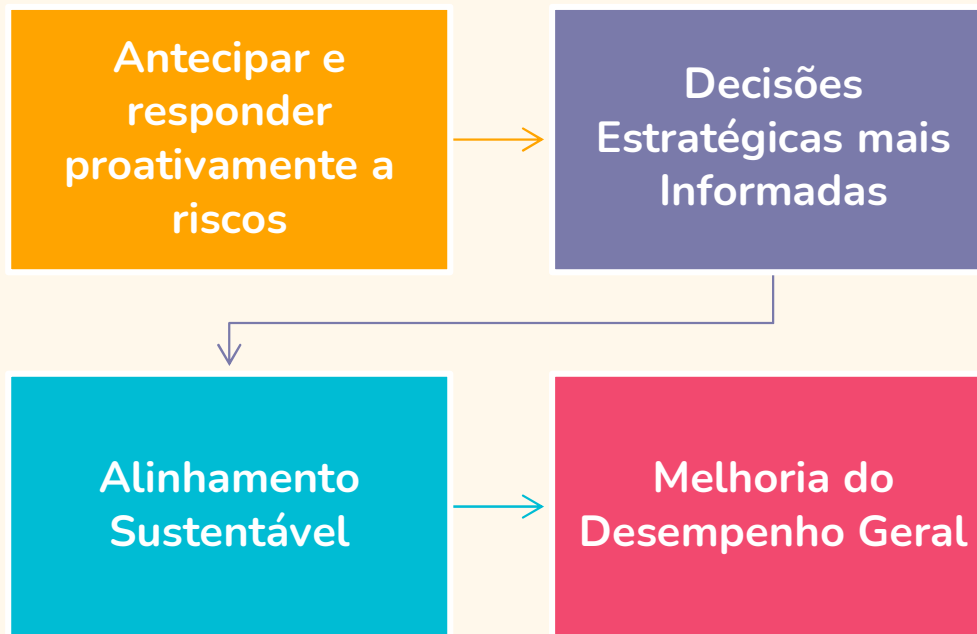 Antecipar e
responder
proativamente a
riscos
Decisões
Estratégicas mais
Informadas
Alinhamento
Sustentável
Melhoria do
Desempenho Geral